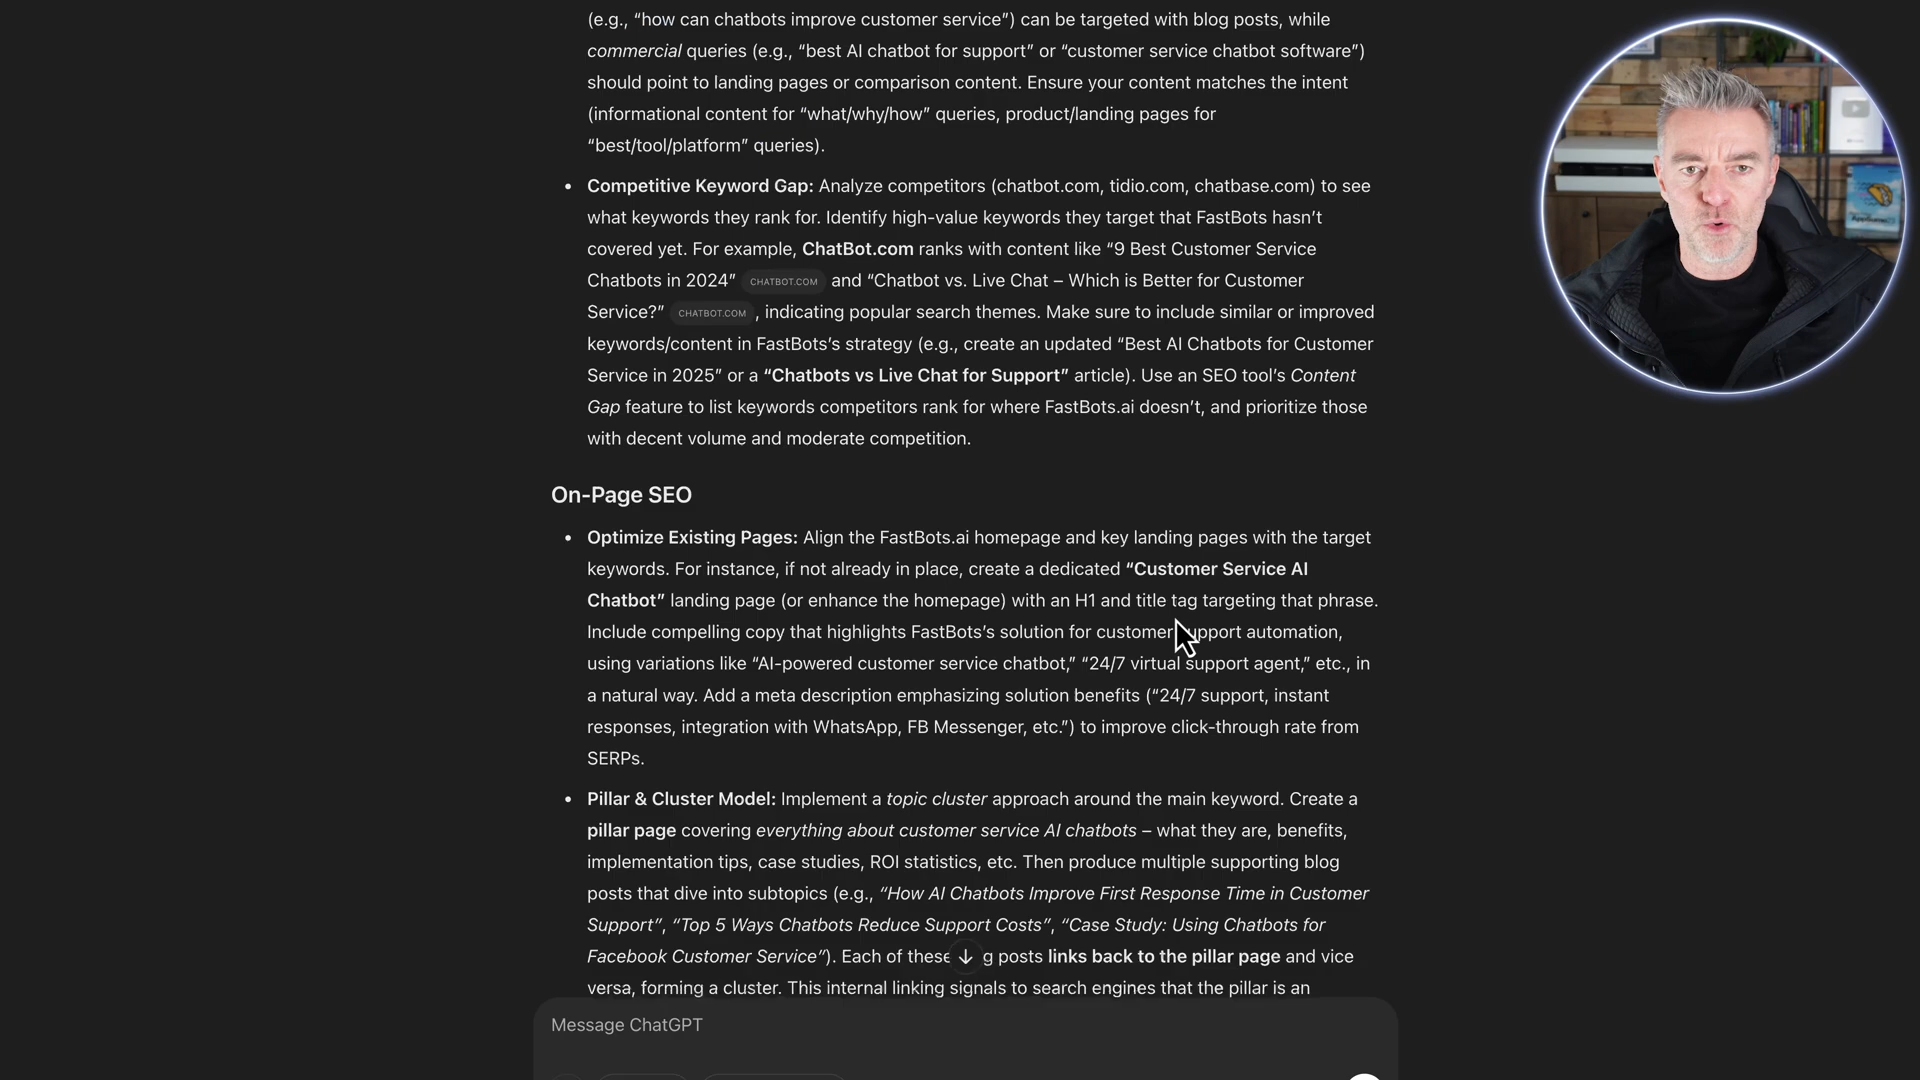 (e.g., “how can chatbots improve customer service”) can be targeted with blog posts, while
commercial queries (e.g., “best AI chatbot for support” or “customer service chatbot software”)
should point to landing pages or comparison content. Ensure your content matches the intent
(informational content for “what/why/how” queries, product/landing pages for
“best/tool/platform” queries).
• Competitive Keyword Gap: Analyze competitors (chatbot.com, tidio.com, chatbase.com) to see
what keywords they rank for. Identify high-value keywords they target that FastBots hasn’t
covered yet. For example, ChatBot.com ranks with content like “9 Best Customer Service
Chatbots in 2024” CHATBOT.COM and “Chatbot vs. Live Chat – Which is Better for Customer
Service?” CHATBOT.COM , indicating popular search themes. Make sure to include similar or improved
keywords/content in FastBots’s strategy (e.g., create an updated “Best AI Chatbots for Customer
Service in 2025” or a “Chatbots vs Live Chat for Support” article). Use an SEO tool’s Content
Gap feature to list keywords competitors rank for where FastBots.ai doesn’t, and prioritize those
with decent volume and moderate competition.
On-Page SEO
• Optimize Existing Pages: Align the FastBots.ai homepage and key landing pages with the target
keywords. For instance, if not already in place, create a dedicated “Customer Service AI
Chatbot” landing page (or enhance the homepage) with an H1 and title tag targeting that phrase.
Include compelling copy that highlights FastBots’s solution for customer support automation,
using variations like “AI-powered customer service chatbot,” “24/7 virtual support agent,” etc., in
a natural way. Add a meta description emphasizing solution benefits (“24/7 support, instant
responses, integration with WhatsApp, FB Messenger, etc.”) to improve click-through rate from
SERPs.
• Pillar & Cluster Model: Implement a topic cluster approach around the main keyword. Create a
pillar page covering everything about customer service AI chatbots – what they are, benefits,
implementation tips, case studies, ROI statistics, etc. Then produce multiple supporting blog
posts that dive into subtopics (e.g., “How AI Chatbots Improve First Response Time in Customer
Support”, “Top 5 Ways Chatbots Reduce Support Costs”, “Case Study: Using Chatbots for
Facebook Customer Service”). Each of these posts links back to the pillar page and vice
versa, forming a cluster. This internal linking signals to search engines that the pillar is an
Message ChatGPT